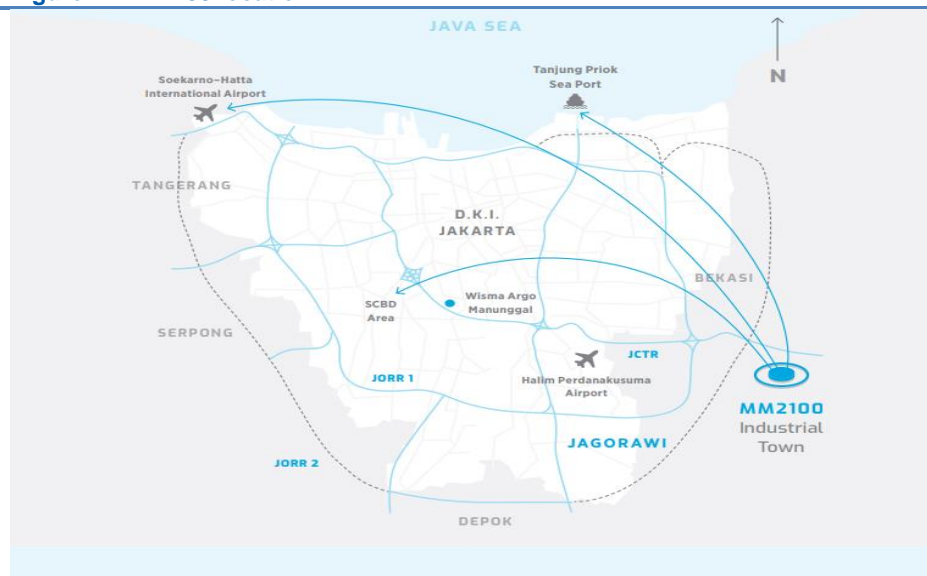 JAVA SEA
Soekarno-Hatta
International Airport
Tanjung Priok
Sea Port
N
TANGERANG
D.K.I.
JAKARTA
BEKASI
SCBD
Area
Wisma Argo
Manunggal
SERPONG
JCTR
JORR 1
Halim Perdanakusuma
Airport
MM2100
Industrial
Town
JAGORAWI
JORR 2
DEPOK